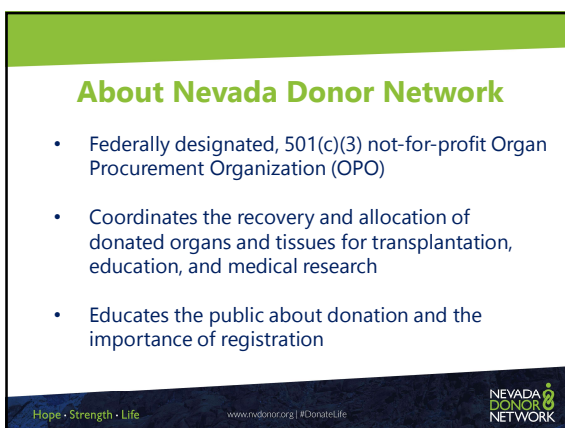 About Nevada Donor Network
• Federally designated, 501(c)(3) not-for-profit Organ
Procurement Organization (OPO)
• Coordinates the recovery and allocation of
donated organs and tissues for transplantation,
education, and medical research
• Educates the public about donation and the
importance of registration
Hope · Strength · Life
www.nvdonor.org | #DonateLife
NEVADA
DONOR
NETWORK